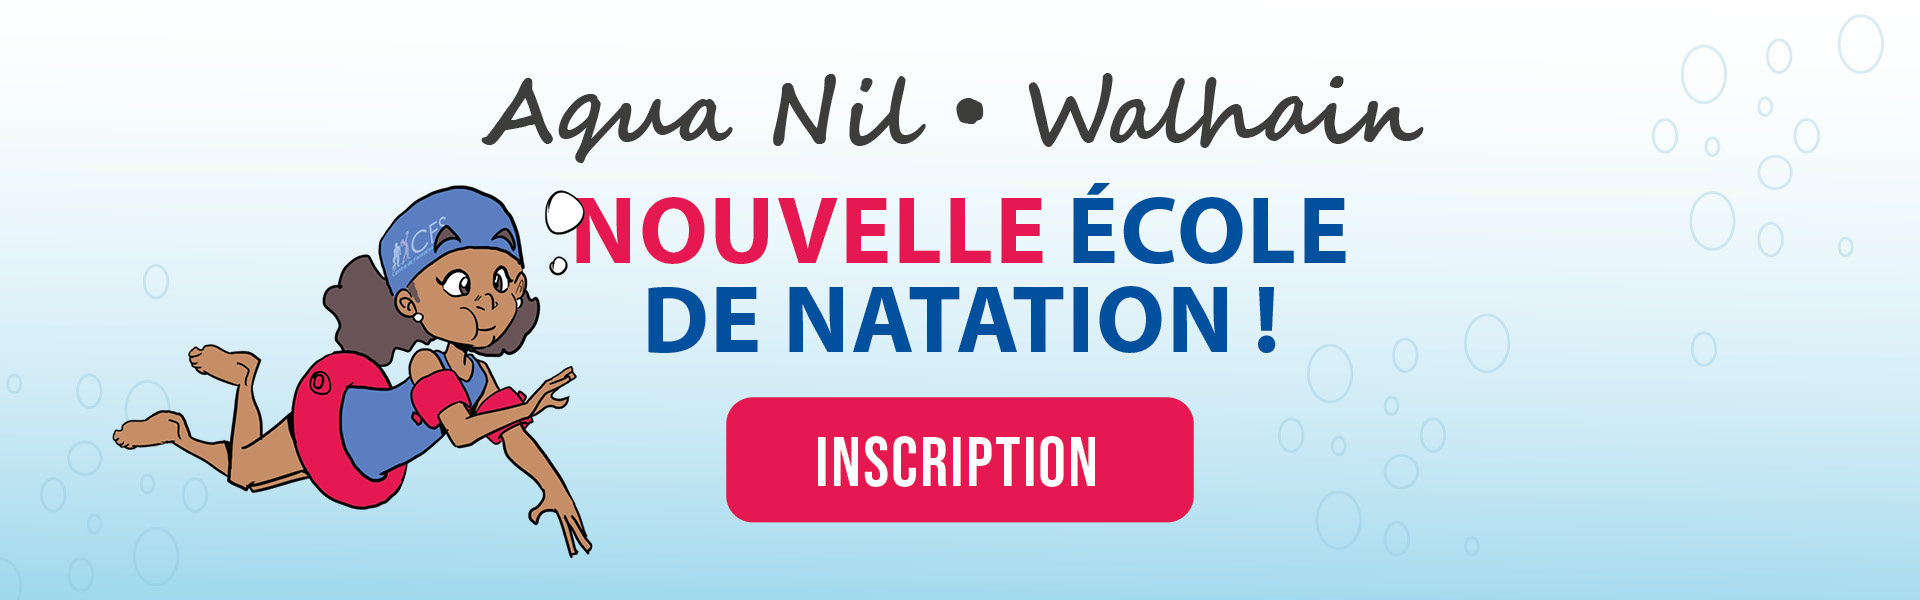 Aqua Nil • Walhain
NOUVELLE ÉCOLE
DE NATATION !
INSCRIPTION